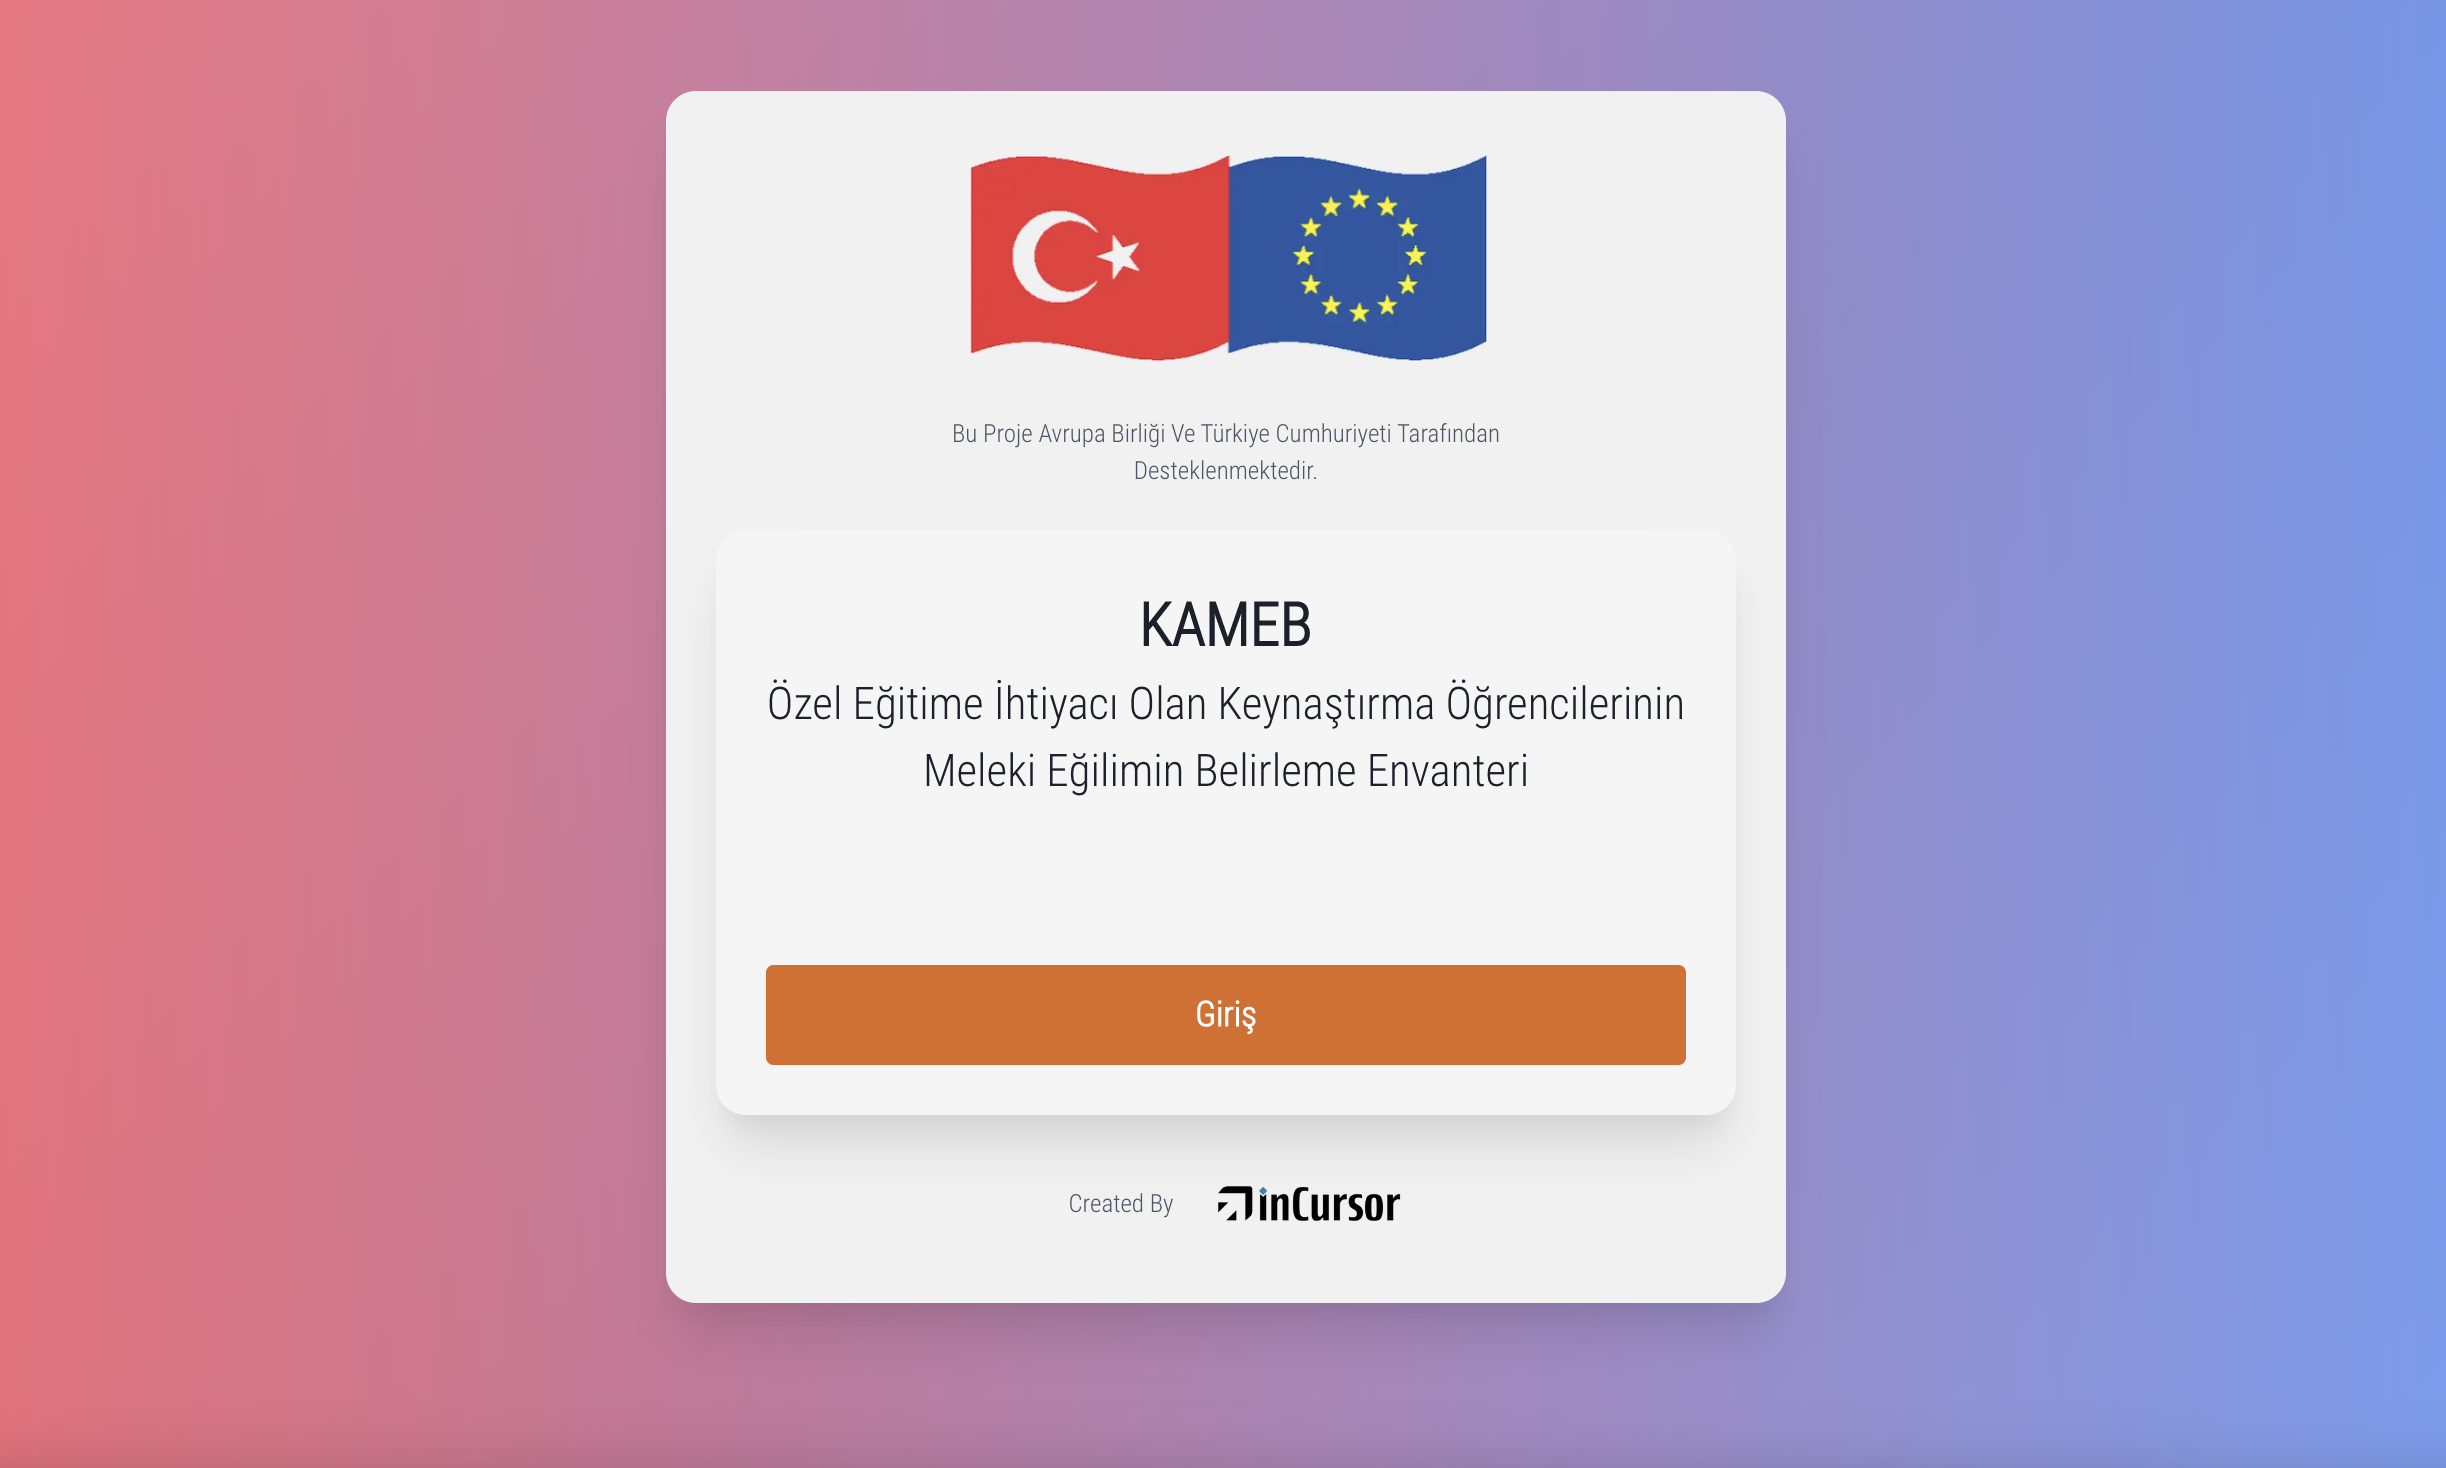 Bu Proje Avrupa Birliği Ve Türkiye Cumhuriyeti Tarafından
Desteklenmektedir.
KAMEB
Özel Eğitime İhtiyacı Olan Keynaştırma Öğrencilerinin
Meleki Eğilimin Belirleme Envanteri
Giriş
Created By inCursor